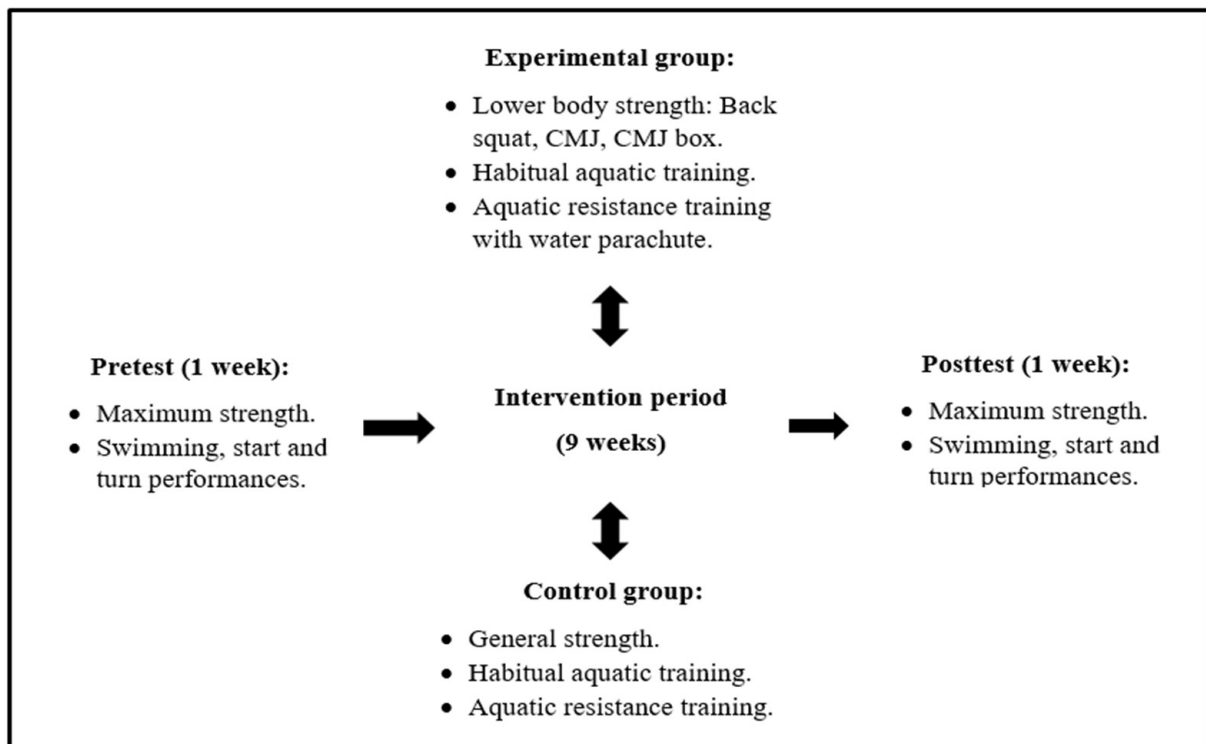 Experimental group:
• Lower body strength: Back
squat, CMJ, CMJ box.
• Habitual aquatic training.
• Aquatic resistance training
with water parachute.
Pretest (1 week):
• Maximum strength.
• Swimming, start and
turn performances.
Intervention period
(9 weeks)
Posttest (1 week):
• Maximum strength.
• Swimming, start and
turn performances.
Control group:
• General strength.
• Habitual aquatic training.
• Aquatic resistance training.